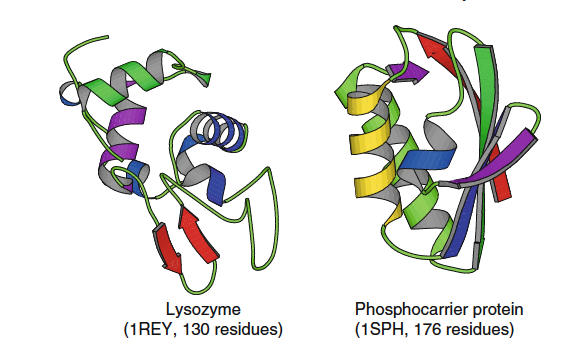 Lysozyme
(1REY, 130 residues)
Phosphocarrier protein
(1SPH, 176 residues)